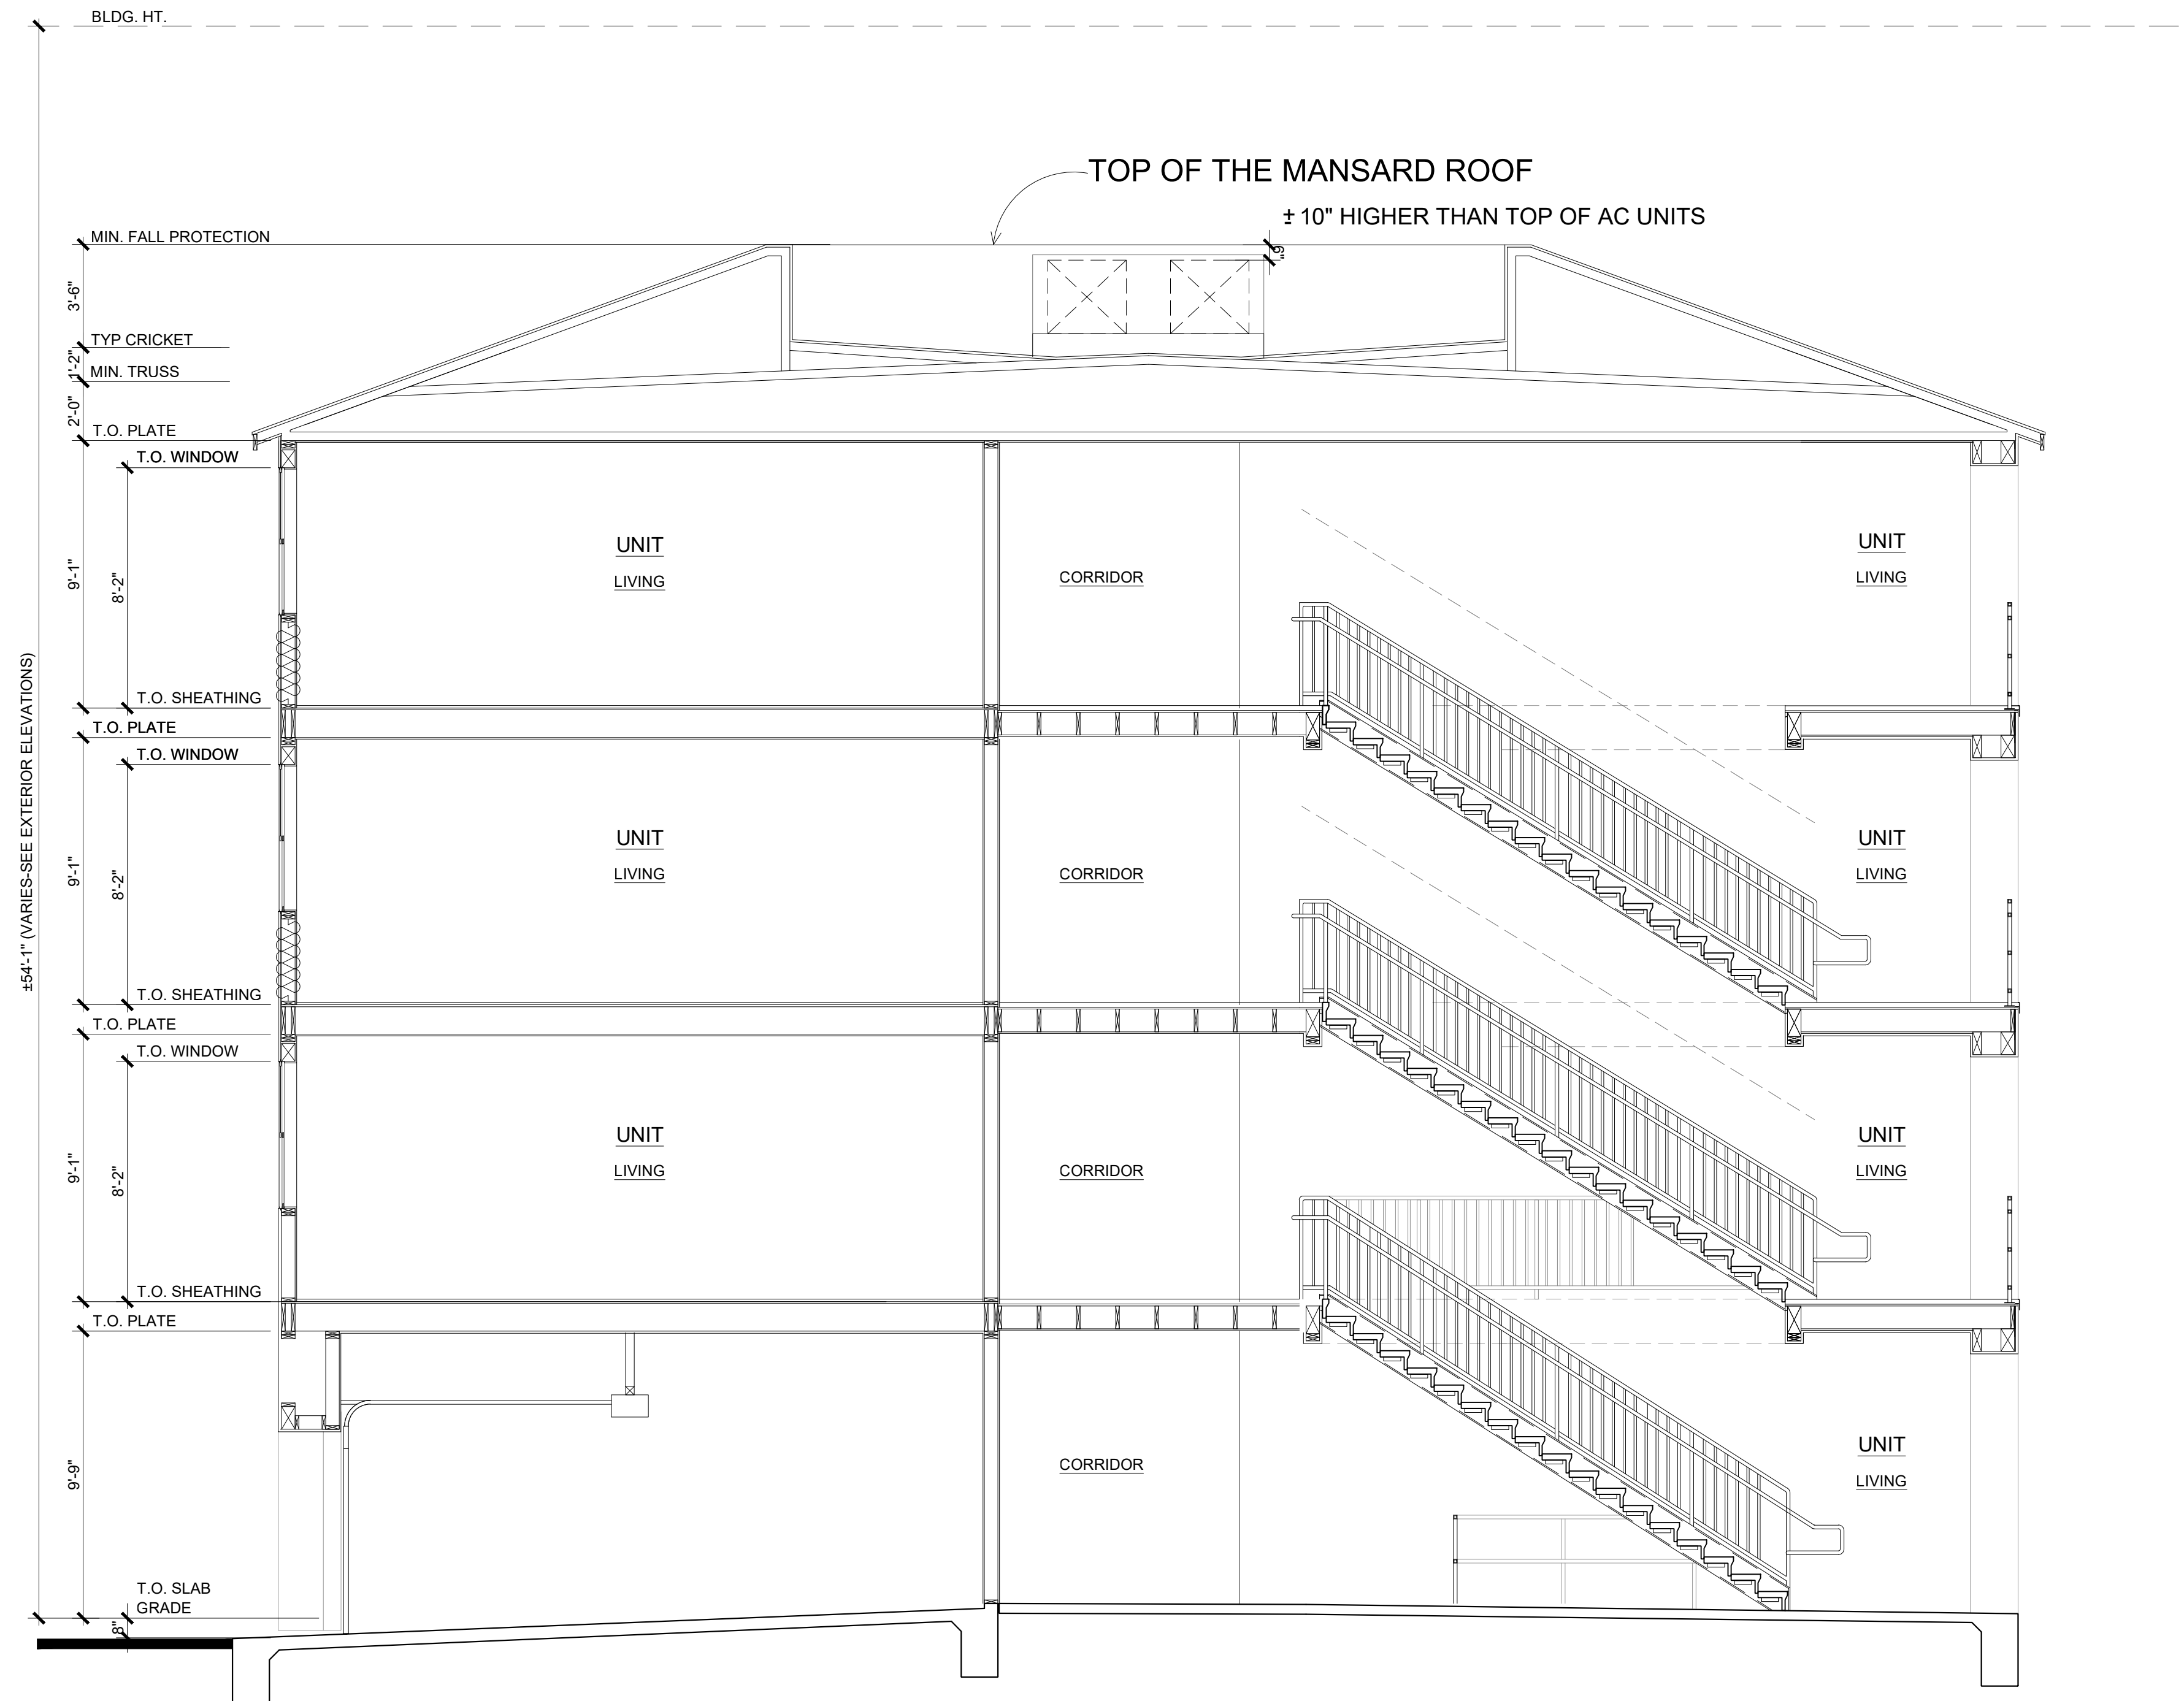 BLDG. HT.
TOP OF THE MANSARD ROOF
± 10" HIGHER THAN TOP OF AC UNITS
MIN. FALL PROTECTION
6"
3'-6"
TYP CRICKET
1'-2"
MIN. TRUSS
2'-0"
T.O. PLATE
T.O. WINDOW
UNIT
LIVING
CORRIDOR
UNIT
LIVING
9'-1"
8'-2"
±54'-1" (VARIES-SEE EXTERIOR ELEVATIONS)
T.O. SHEATHING
T.O. PLATE
T.O. WINDOW
UNIT
LIVING
CORRIDOR
UNIT
LIVING
9'-1"
8'-2"
T.O. SHEATHING
T.O. PLATE
T.O. WINDOW
UNIT
LIVING
CORRIDOR
UNIT
LIVING
9'-1"
8'-2"
T.O. SHEATHING
T.O. PLATE
CORRIDOR
UNIT
LIVING
9'-9"
T.O. SLAB
GRADE
8"